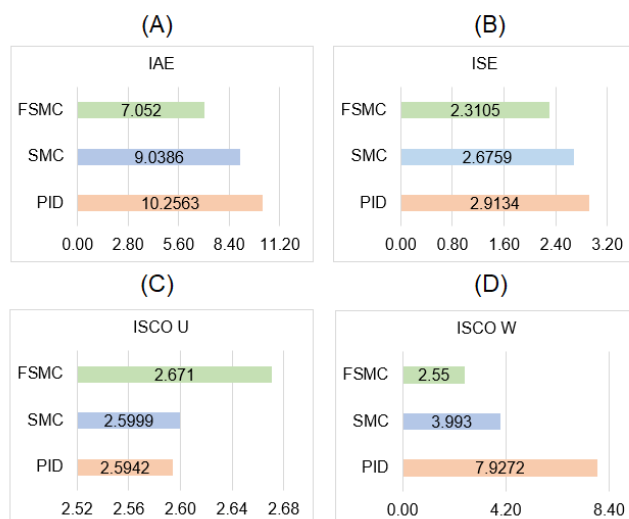 (A)
IAE
FSMC 7.052
SMC 9.0386
PID 10.2563
0.00 2.80 5.60 8.40 11.20
(B)
ISE
FSMC 2.3105
SMC 2.6759
PID 2.9134
0.00 0.80 1.60 2.40 3.20
(C)
ISCO U
FSMC 2.671
SMC 2.5999
PID 2.5942
2.52 2.56 2.60 2.64 2.68
(D)
ISCO W
FSMC 2.55
SMC 3.993
PID 7.9272
0.00 4.20 8.40